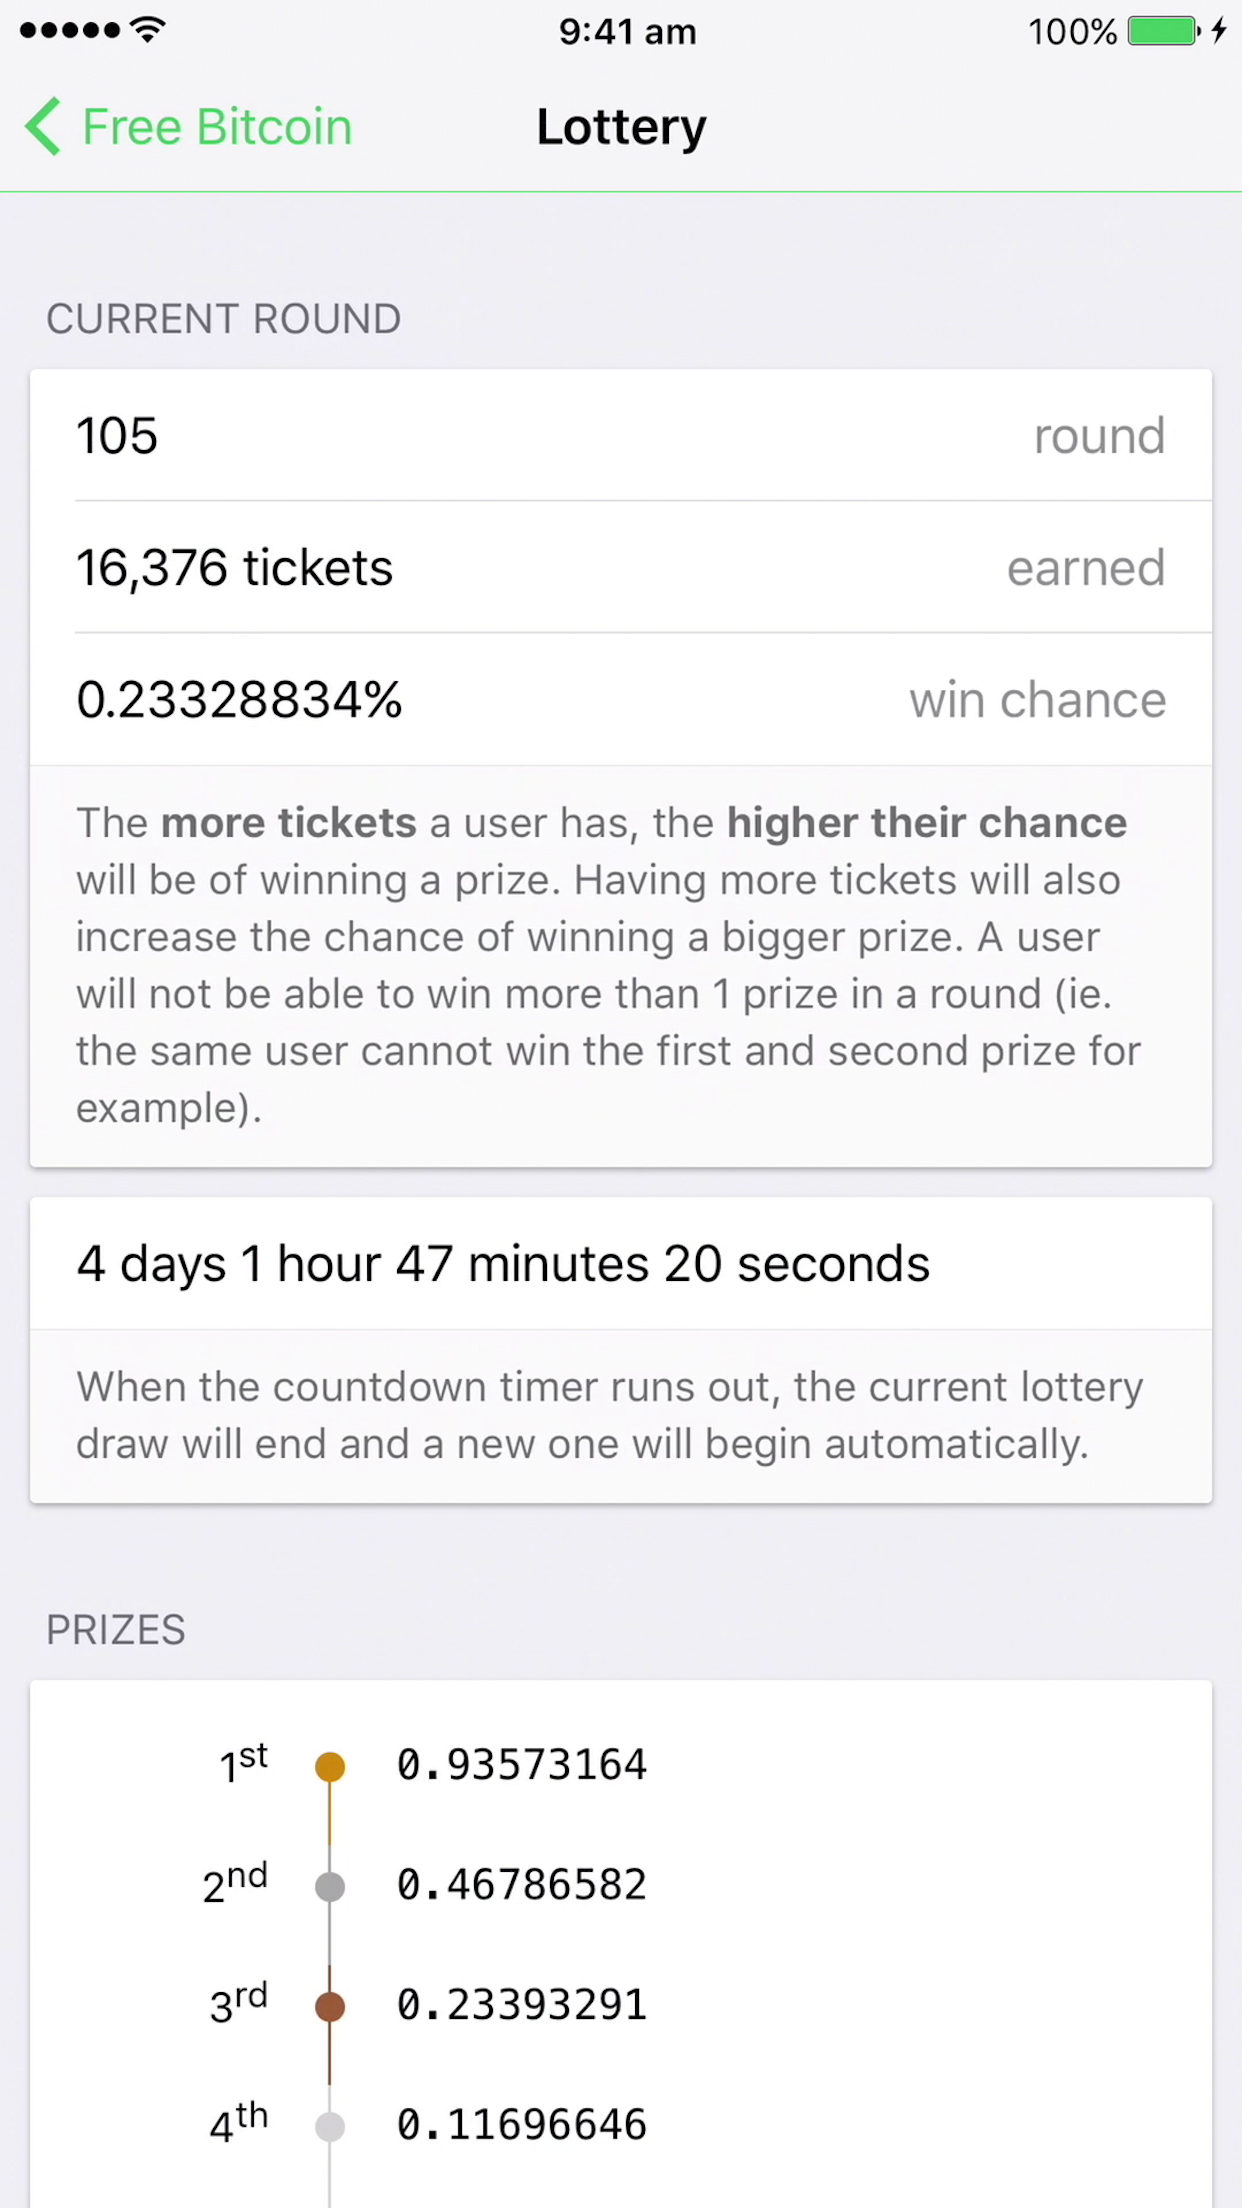 9:41 am
100%
Free Bitcoin
Lottery
CURRENT ROUND
105 round
16,376 tickets earned
0.23328834% win chance
The more tickets a user has, the higher their chance
will be of winning a prize. Having more tickets will also
increase the chance of winning a bigger prize. A user
will not be able to win more than 1 prize in a round (ie.
the same user cannot win the first and second prize for
example).
4 days 1 hour 47 minutes 20 seconds
When the countdown timer runs out, the current lottery
draw will end and a new one will begin automatically.
PRIZES
1st 0.93573164
2nd 0.46786582
3rd 0.23393291
4th 0.11696646